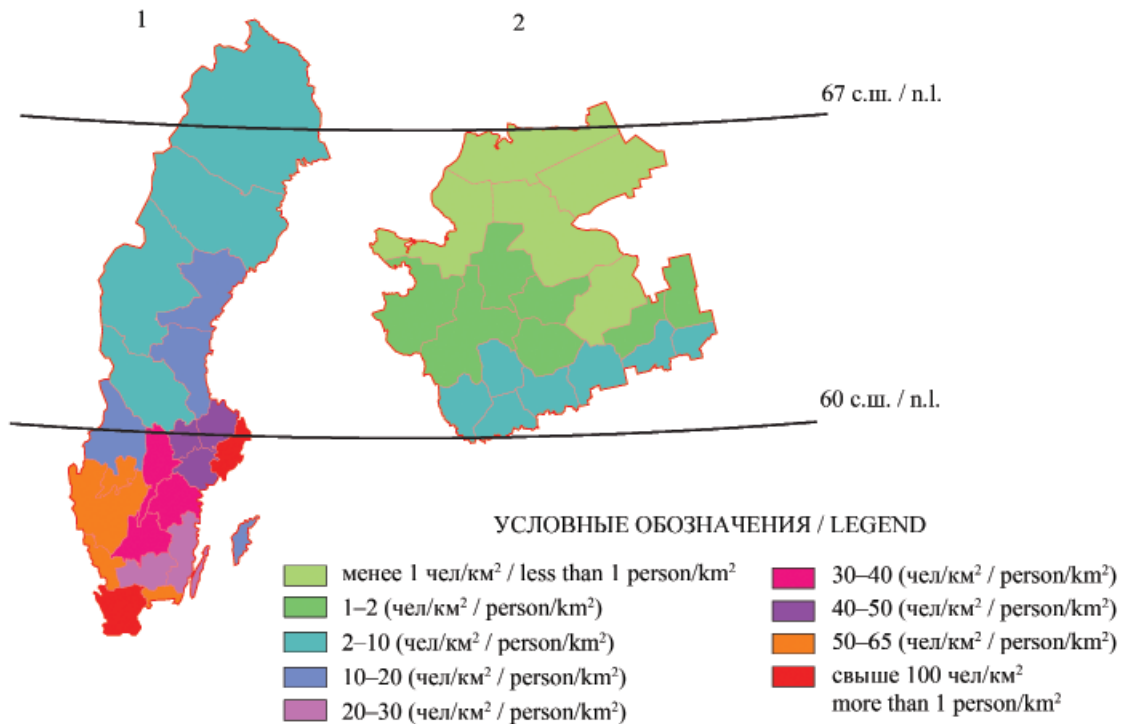 1
2
67 с.ш. / n.l.
60 с.ш. / n.l.
УСЛОВНЫЕ ОБОЗНАЧЕНИЯ / LEGEND
менее 1 чел/км² / less than 1 person/km²
1–2 (чел/км² / person/km²)
2–10 (чел/км² / person/km²)
10–20 (чел/км² / person/km²)
20–30 (чел/км² / person/km²)
30–40 (чел/км² / person/km²)
40–50 (чел/км² / person/km²)
50–65 (чел/км² / person/km²)
свыше 100 чел/км²
more than 1 person/km²